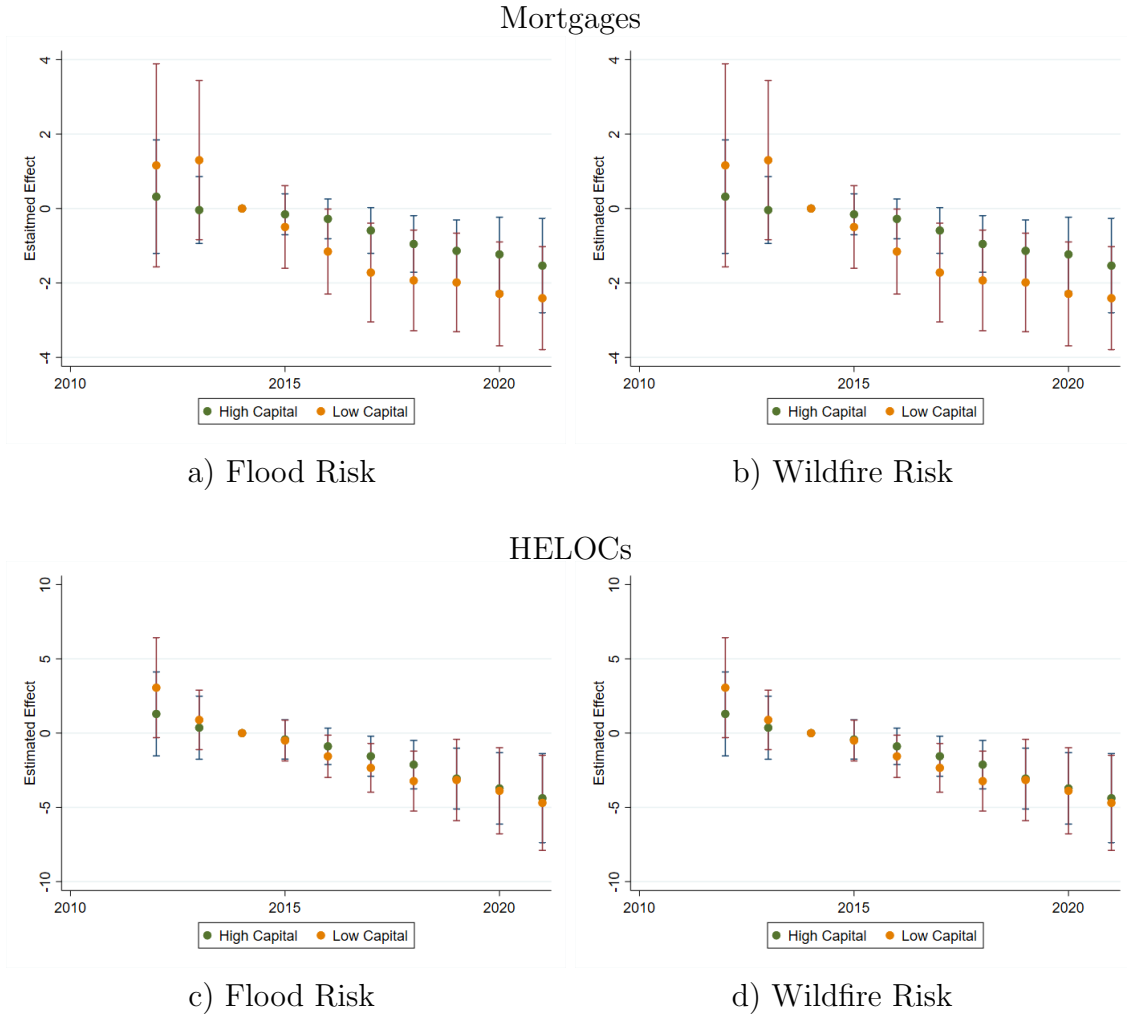 Mortgages
Estaitmed Effect
4
2
0
-2
-4
2010
2015
2020
High Capital
Low Capital
a) Flood Risk
Estimated Effect
4
2
0
-2
-4
2010
2015
2020
High Capital
Low Capital
b) Wildfire Risk
HELOCs
Estimated Effect
10
5
0
-5
-10
2010
2015
2020
High Capital
Low Capital
c) Flood Risk
Estimated Effect
10
5
0
-5
-10
2010
2015
2020
High Capital
Low Capital
d) Wildfire Risk